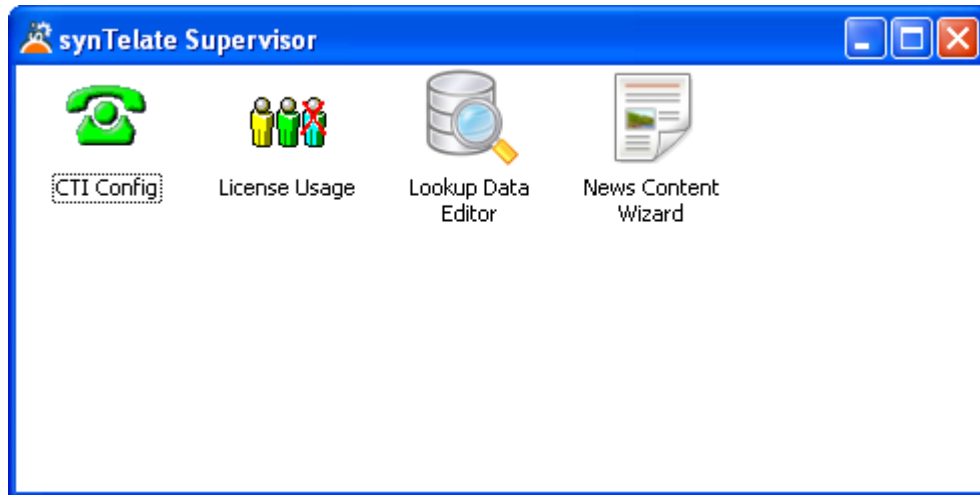 synTelate Supervisor
CTI Config
License Usage
Lookup Data
Editor
News Content
Wizard